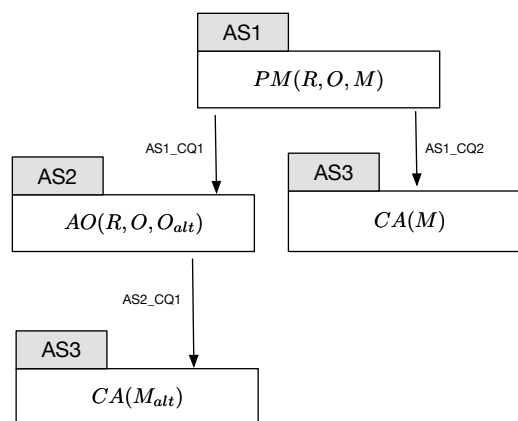 AS1
PM(R, O, M)
AS1_CQ1
AS1_CQ2
AS2
AO(R, O, O_alt)
AS3
CA(M)
AS2_CQ1
AS3
CA(M_alt)